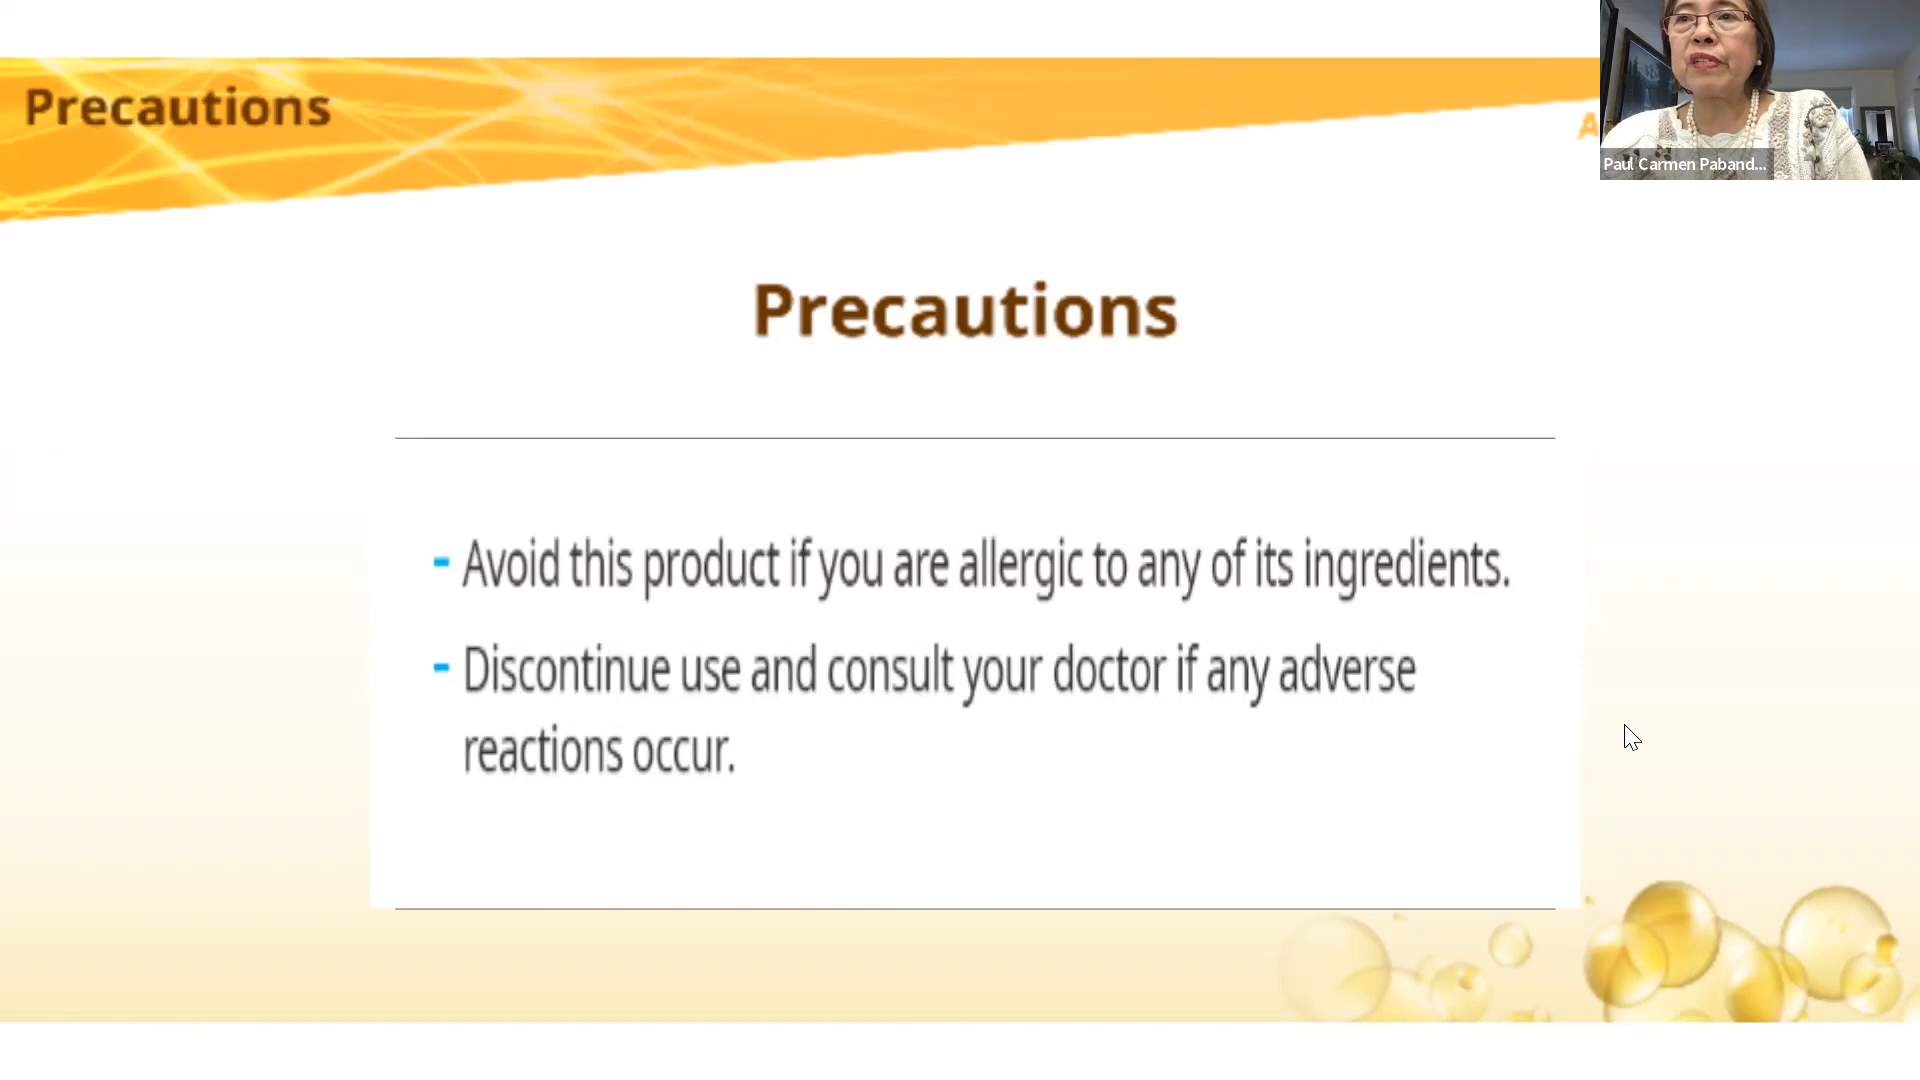 Precautions
A
Paul Carmen Paband...
Precautions
- Avoid this product if you are allergic to any of its ingredients.
- Discontinue use and consult your doctor if any adverse
reactions occur.